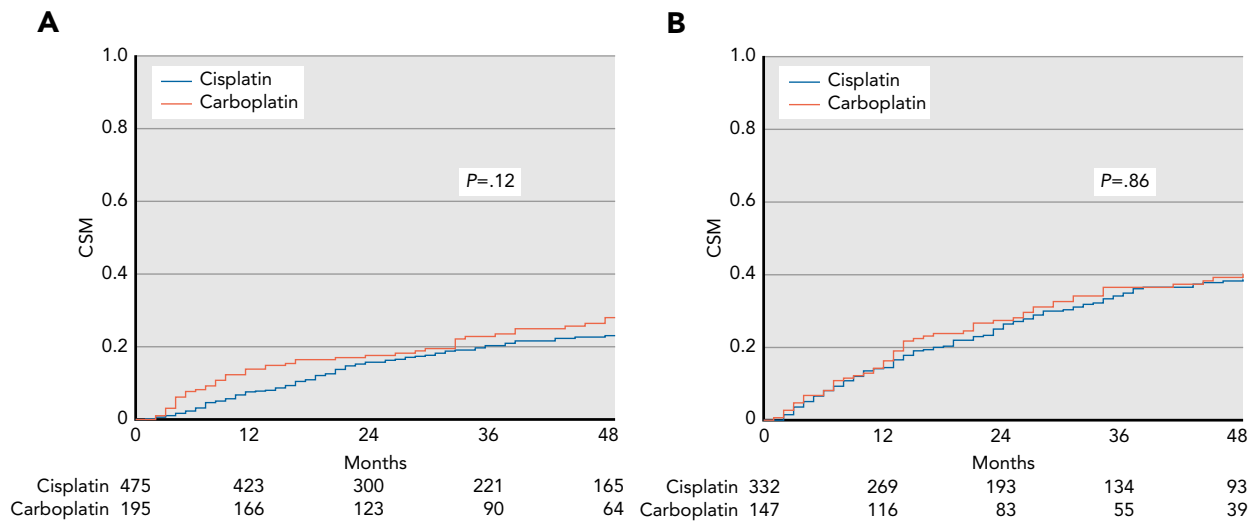 A
1.0
0.8
0.6
0.4
0.2
0
CSM
Cisplatin
Carboplatin
P=.12
0 12 24 36 48
Months
Cisplatin 475 423 300 221 165
Carboplatin 195 166 123 90 64
B
1.0
0.8
0.6
0.4
0.2
0
CSM
Cisplatin
Carboplatin
P=.86
0 12 24 36 48
Months
Cisplatin 332 269 193 134 93
Carboplatin 147 116 83 55 39